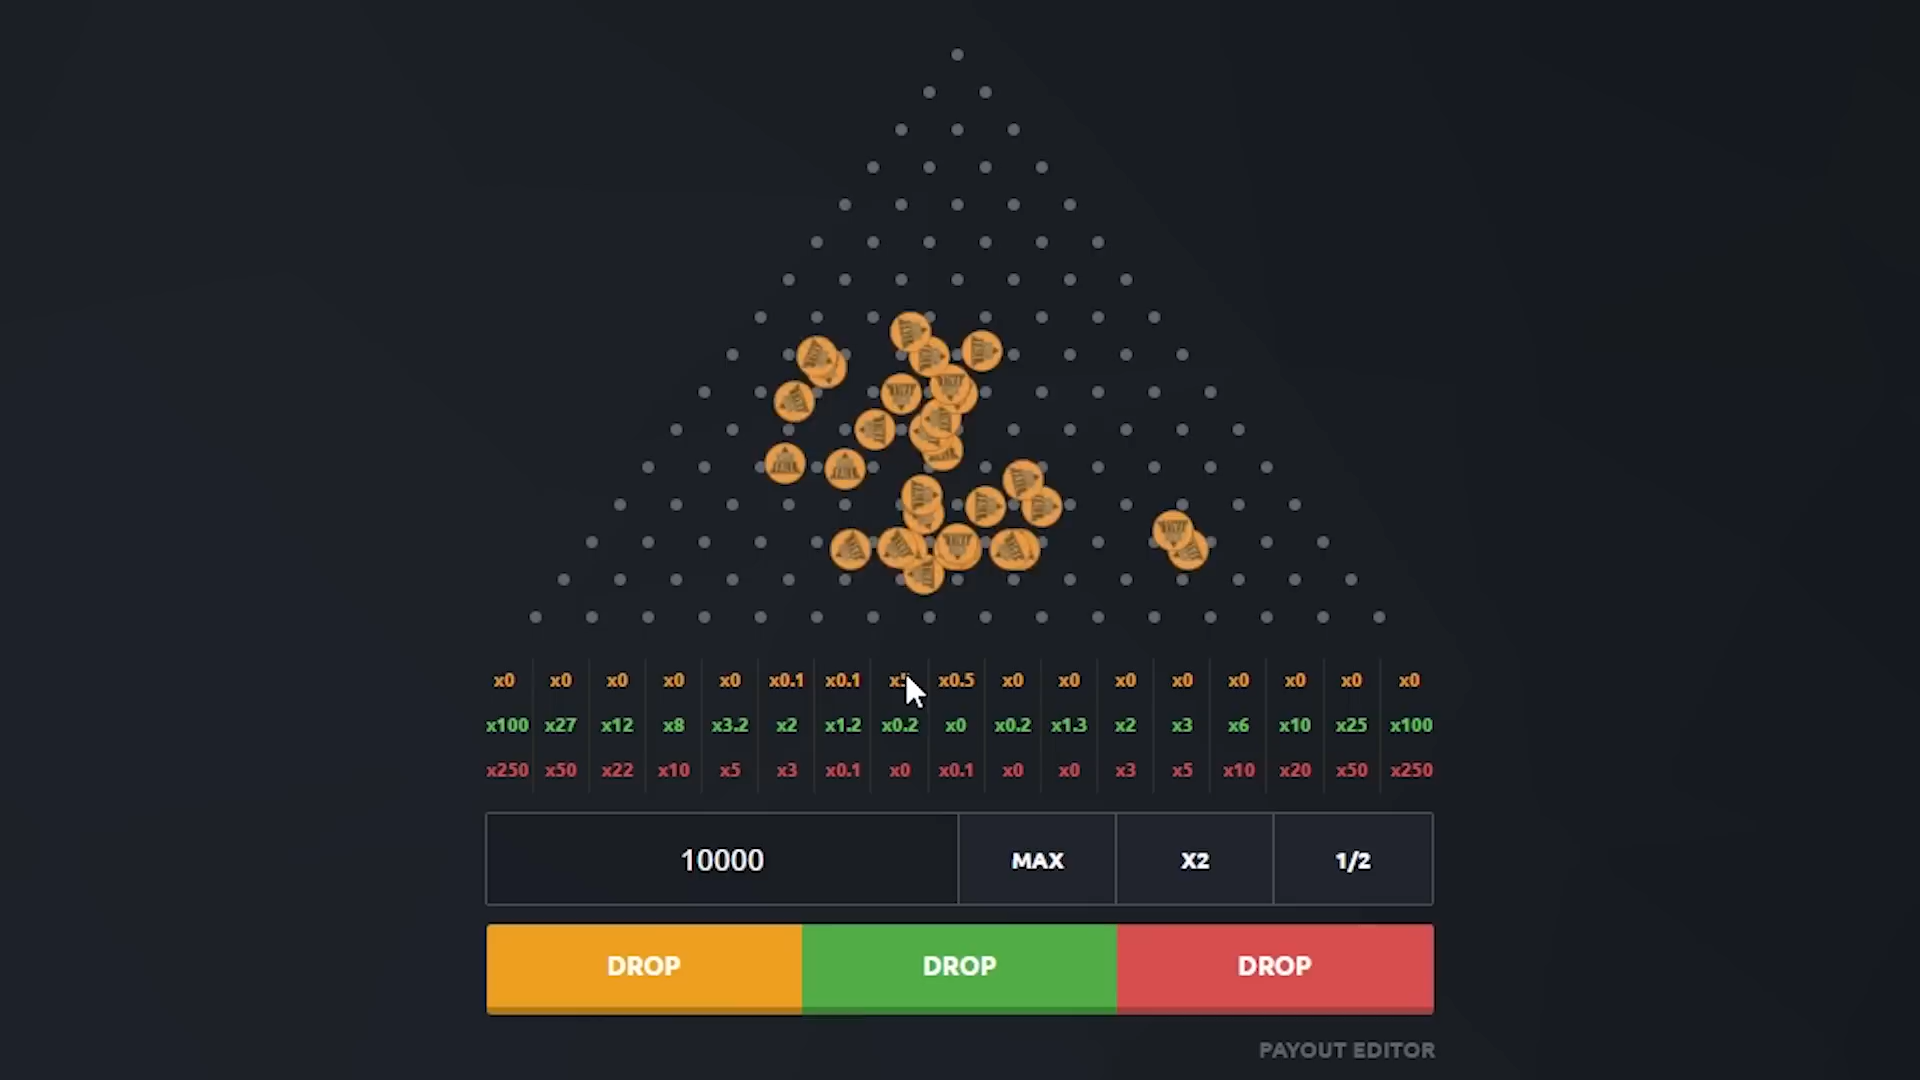 x0 x0 x0 x0 x0 x0.1 x0.1 x0.5 x0 x0 x0 x0 x0 x0 x0 x0
x100 x27 x12 x8 x3.2 x2 x1.2 x0.2 x0 x0.2 x1.3 x2 x3 x6 x10 x25 x100
x250 x50 x22 x10 x5 x3 x0.1 x0 x0.1 x0 x0 x3 x5 x10 x20 x50 x250
10000 MAX X2 1/2
DROP DROP DROP
PAYOUT EDITOR